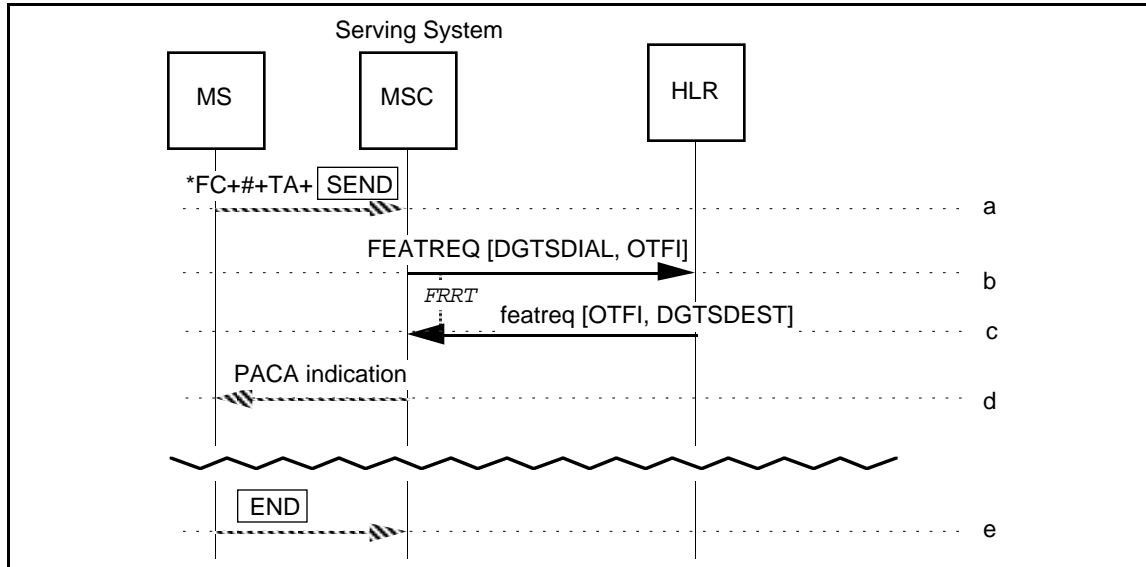 Serving System
MS
MSC
HLR
*FC+#+TA+ SEND
a
FEATREQ [DGTSDIAL, OTFI]
b
FRRT
featreq [OTFI, DGTSDEST]
c
PACA indication
d
END
e